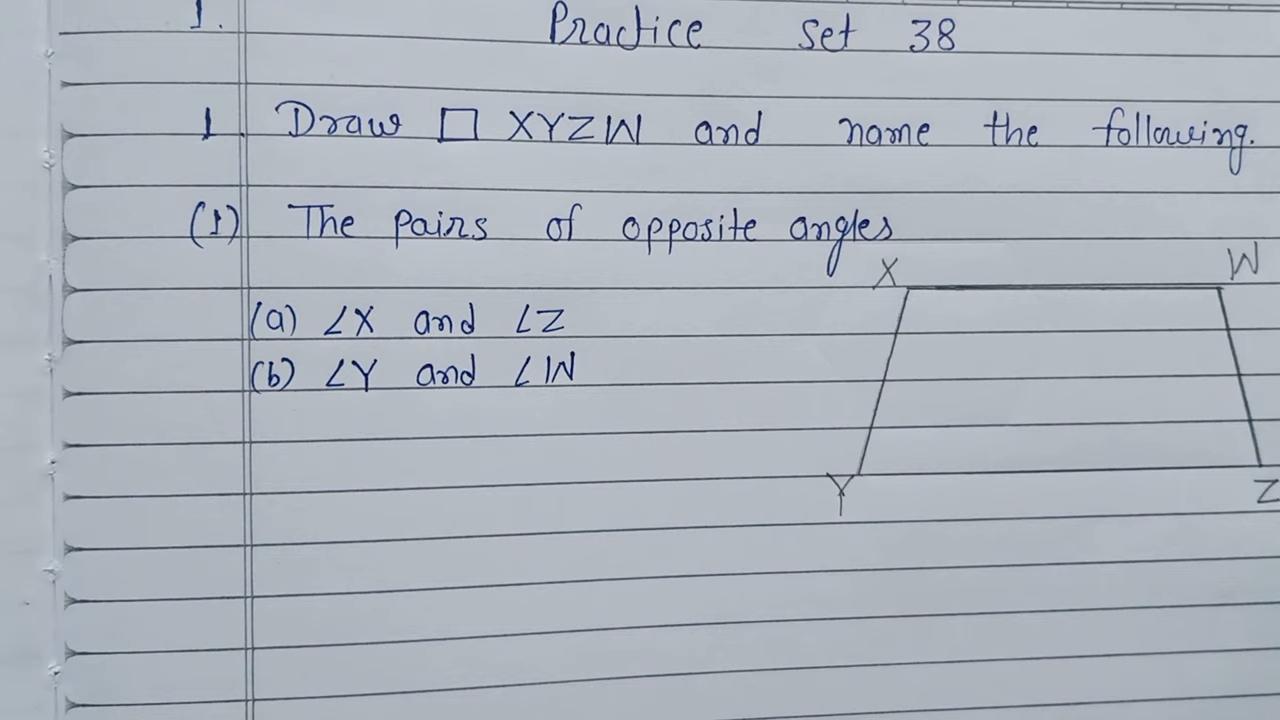 1.
Practice set 38
1. Draw □ XYZW and name the following.
(1) The pairs of opposite angles
X
W
(a) ∠X and ∠Z
(b) ∠Y and ∠W
Y
Z